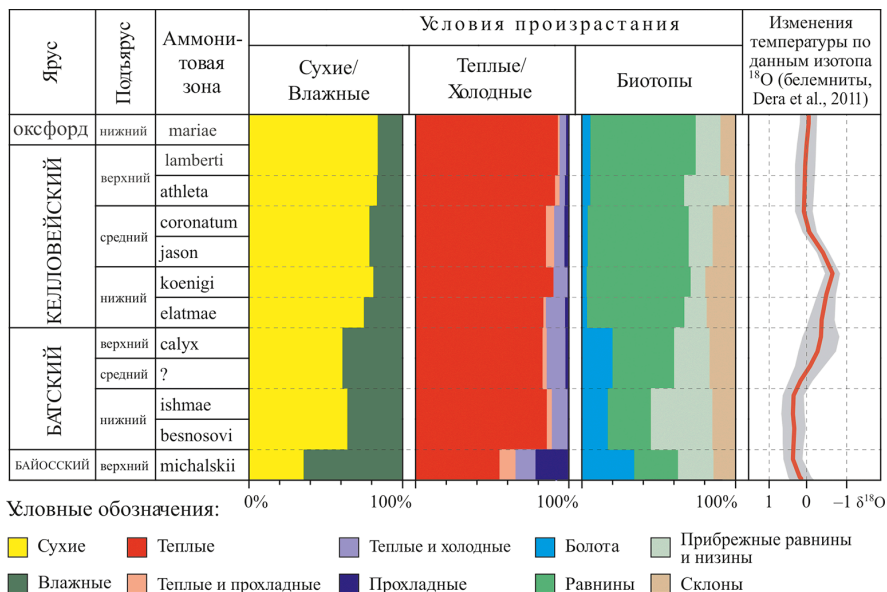 Ярус
Подъярус
Аммони-
товая
зона
Условия произрастания
Сухие/
Влажные
Теплые/
Холодные
Биотопы
Изменения
температуры по
данным изотопа
¹⁸O (белемниты,
Dera et al., 2011)
оксфорд
нижний
mariae
КЕЛЛОВЕЙСКИЙ
верхний
lamberti
athleta
средний
coronatum
jason
нижний
koenigi
elatmae
БАТСКИЙ
верхний
calyx
средний
?
нижний
ishmae
besnosovi
БАЙОССКИЙ
верхний
michalskii
0% 100% 100% 100% 1 0 –1 δ¹⁸O
Условные обозначения:
Сухие
Теплые
Теплые и холодные
Болота
Прибрежные равнины
и низины
Влажные
Теплые и прохладные
Прохладные
Равнины
Склоны